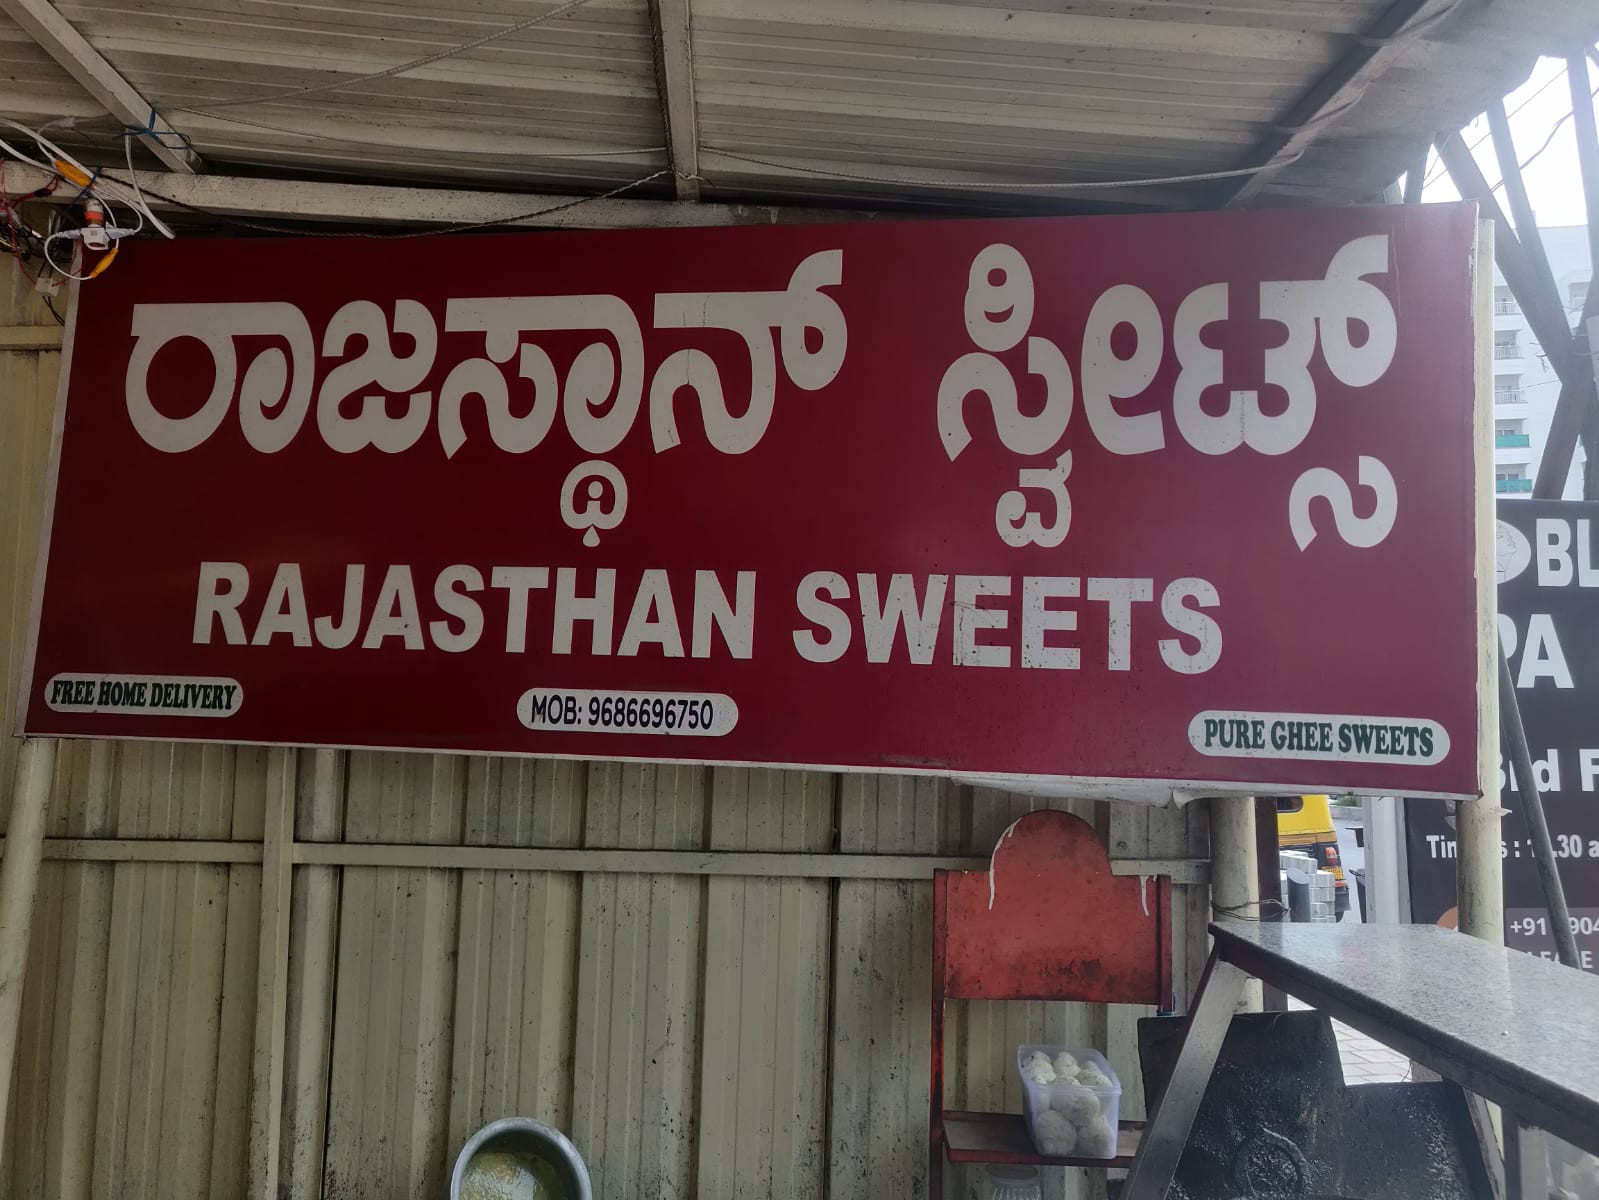 ರಾಜಸ್ಥಾನ್ ಸ್ವೀಟ್ಸ್
RAJASTHAN SWEETS
FREE HOME DELIVERY
MOB: 9686696750
PURE GHEE SWEETS